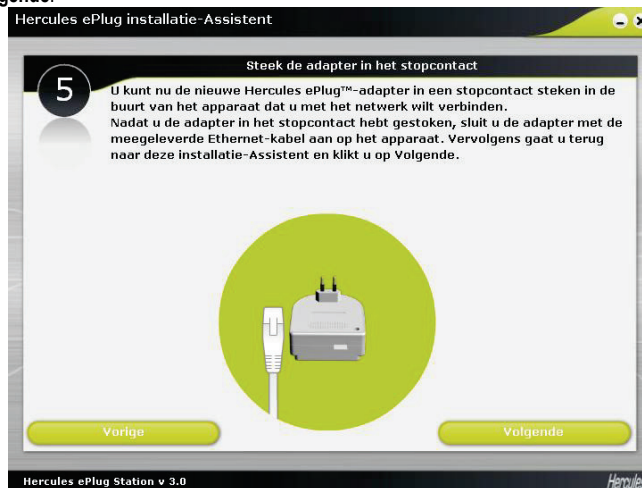 gende.
Hercules ePlug installatie-Assistent
Steek de adapter in het stopcontact
5
U kunt nu de nieuwe Hercules ePlug™-adapter in een stopcontact steken in de
buurt van het apparaat dat u met het netwerk wilt verbinden.
Nadat u de adapter in het stopcontact hebt gestoken, sluit u de adapter met de
meegeleverde Ethernet-kabel aan op het apparaat. Vervolgens gaat u terug
naar deze installatie-Assistent en klikt u op Volgende.
Vorige
Volgende
Hercules ePlug Station v 3.0
Hercules